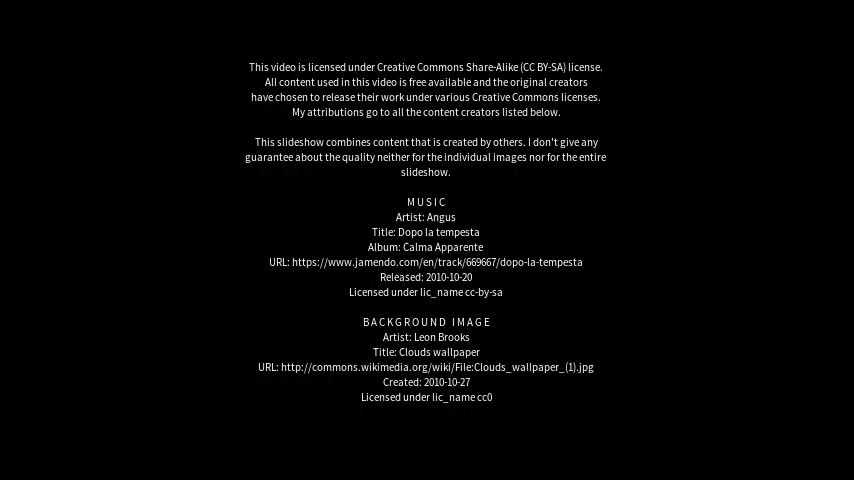 This video is licensed under Creative Commons Share-Alike (CC BY-SA) license.
All content used in this video is free available and the original creators
have chosen to release their work under various Creative Commons licenses.
My attributions go to all the content creators listed below.
This slideshow combines content that is created by others. I don't give any
guarantee about the quality neither for the individual images nor for the entire
slideshow.
MUSIC
Artist: Angus
Title: Dopo la tempesta
Album: Calma Apparente
URL: https://www.jamendo.com/en/track/669667/dopo-la-tempesta
Released: 2010-10-20
Licensed under lic_name cc-by-sa
BACKGROUND IMAGE
Artist: Leon Brooks
Title: Clouds wallpaper
URL: http://commons.wikimedia.org/wiki/File:Clouds_wallpaper_(1).jpg
Created: 2010-10-27
Licensed under lic_name cc0